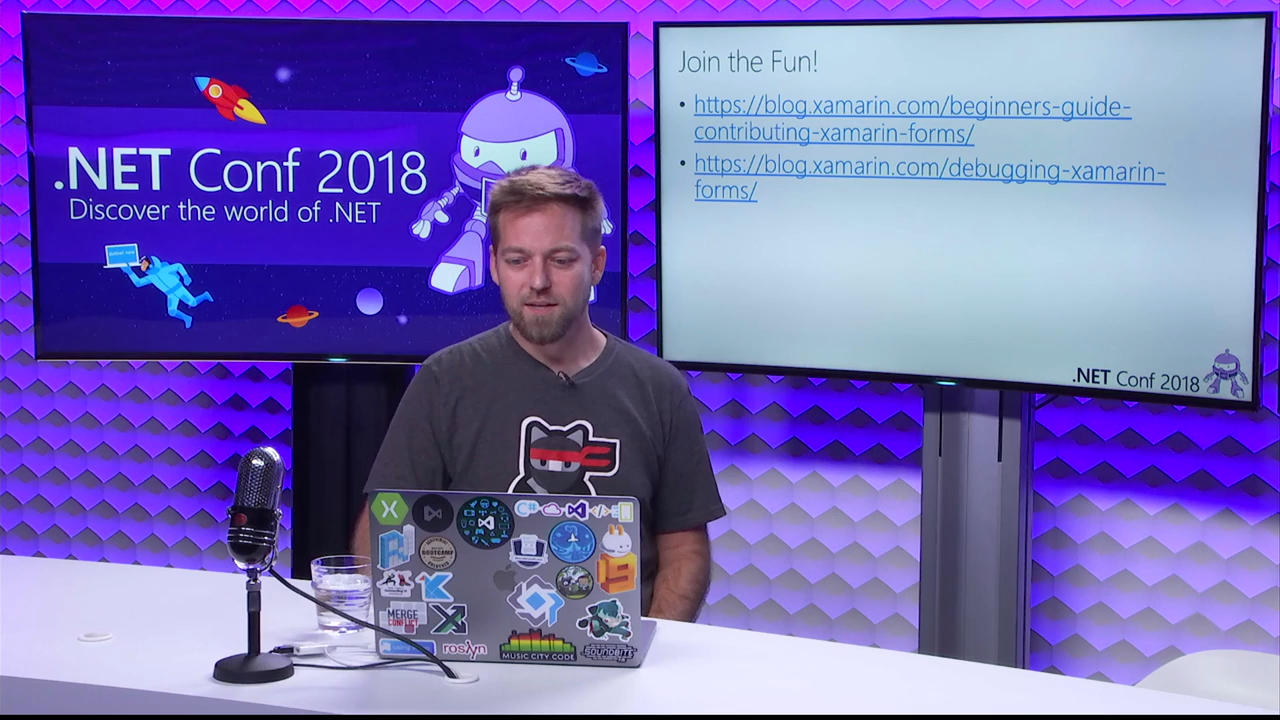 .NET Conf 2018
Discover the world of .NET
Join the Fun!
• https://blog.xamarin.com/beginners-guide-
contributing-xamarin-forms/
• https://blog.xamarin.com/debugging-xamarin-
forms/
.NET Conf 2018
C#
</>
BOOTCAMP
MERGE
CONFLICT
roslyn
MUSIC CITY CODE
SOUNDBITE